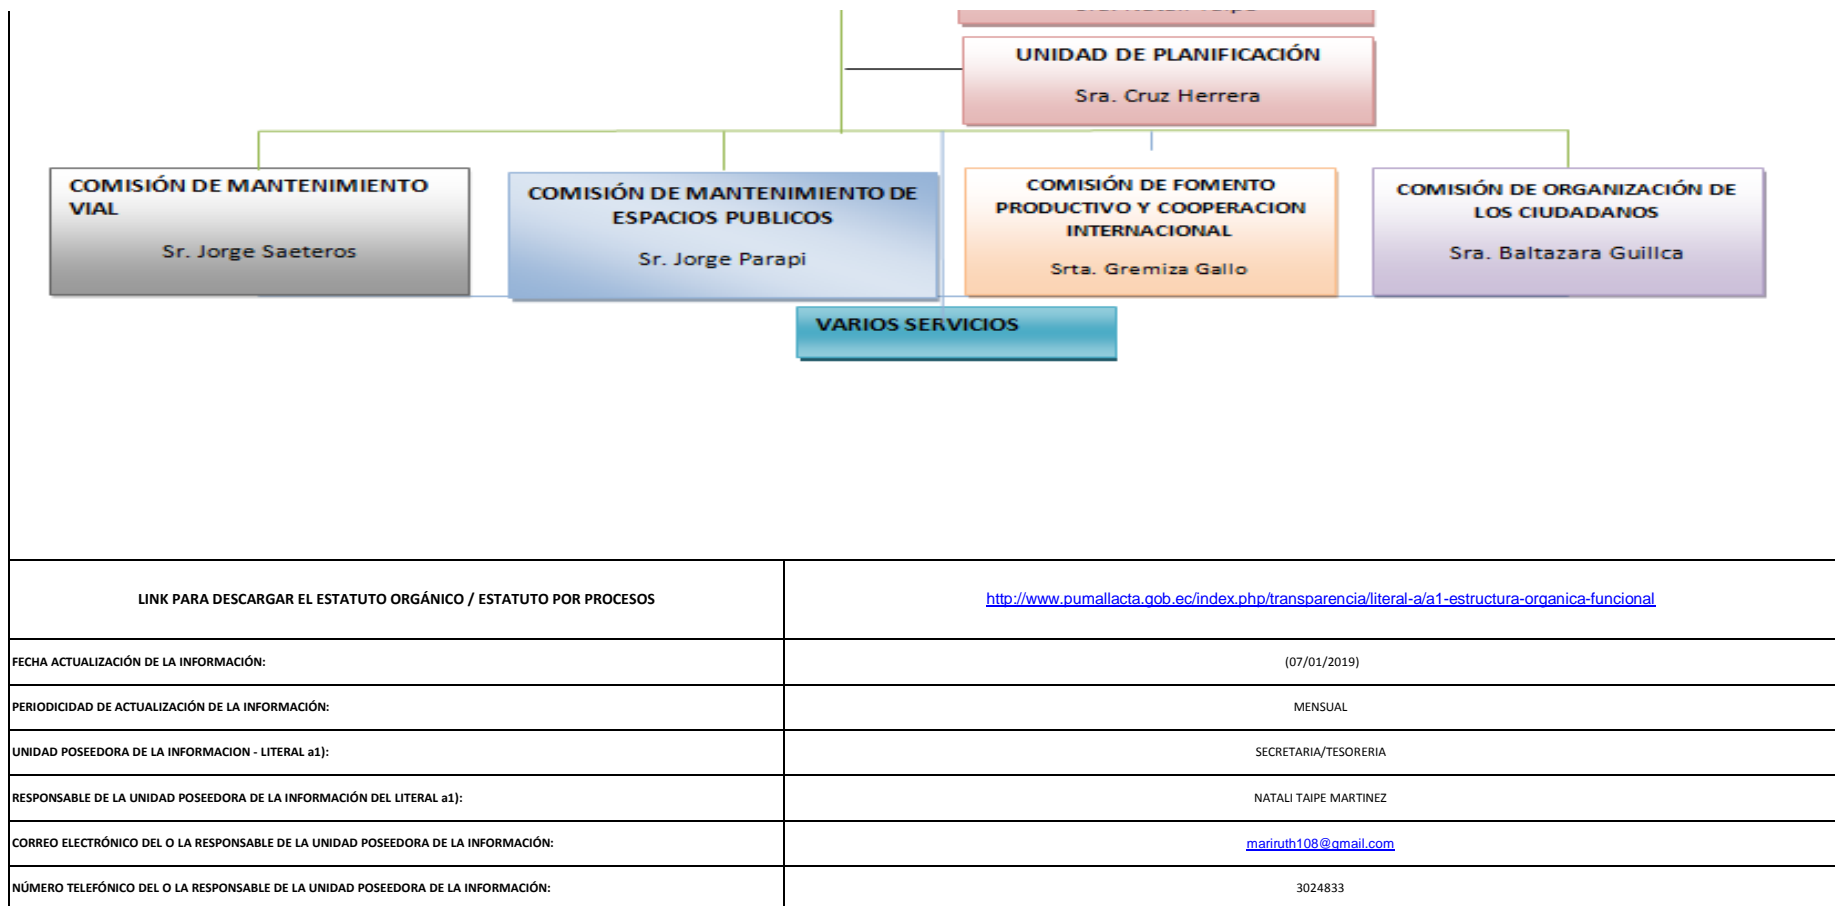 UNIDAD DE PLANIFICACIÓN
Sra. Cruz Herrera
COMISIÓN DE MANTENIMIENTO
VIAL
Sr. Jorge Saeteros
COMISIÓN DE MANTENIMIENTO DE
ESPACIOS PUBLICOS
Sr. Jorge Parapi
COMISIÓN DE FOMENTO
PRODUCTIVO Y COOPERACION
INTERNACIONAL
Srta. Gremiza Gallo
COMISIÓN DE ORGANIZACIÓN DE
LOS CIUDADANOS
Sra. Baltazara Guillca
VARIOS SERVICIOS
LINK PARA DESCARGAR EL ESTATUTO ORGÁNICO / ESTATUTO POR PROCESOS
http://www.pumallacta.gob.ec/index.php/transparencia/literal-a/a1-estructura-organica-funcional
FECHA ACTUALIZACIÓN DE LA INFORMACIÓN:
(07/01/2019)
PERIODICIDAD DE ACTUALIZACIÓN DE LA INFORMACIÓN:
MENSUAL
UNIDAD POSEEDORA DE LA INFORMACION - LITERAL a1):
SECRETARIA/TESORERIA
RESPONSABLE DE LA UNIDAD POSEEDORA DE LA INFORMACIÓN DEL LITERAL a1):
NATALI TAIPE MARTINEZ
CORREO ELECTRÓNICO DEL O LA RESPONSABLE DE LA UNIDAD POSEEDORA DE LA INFORMACIÓN:
mariruth108@gmail.com
NÚMERO TELEFÓNICO DEL O LA RESPONSABLE DE LA UNIDAD POSEEDORA DE LA INFORMACIÓN:
3024833